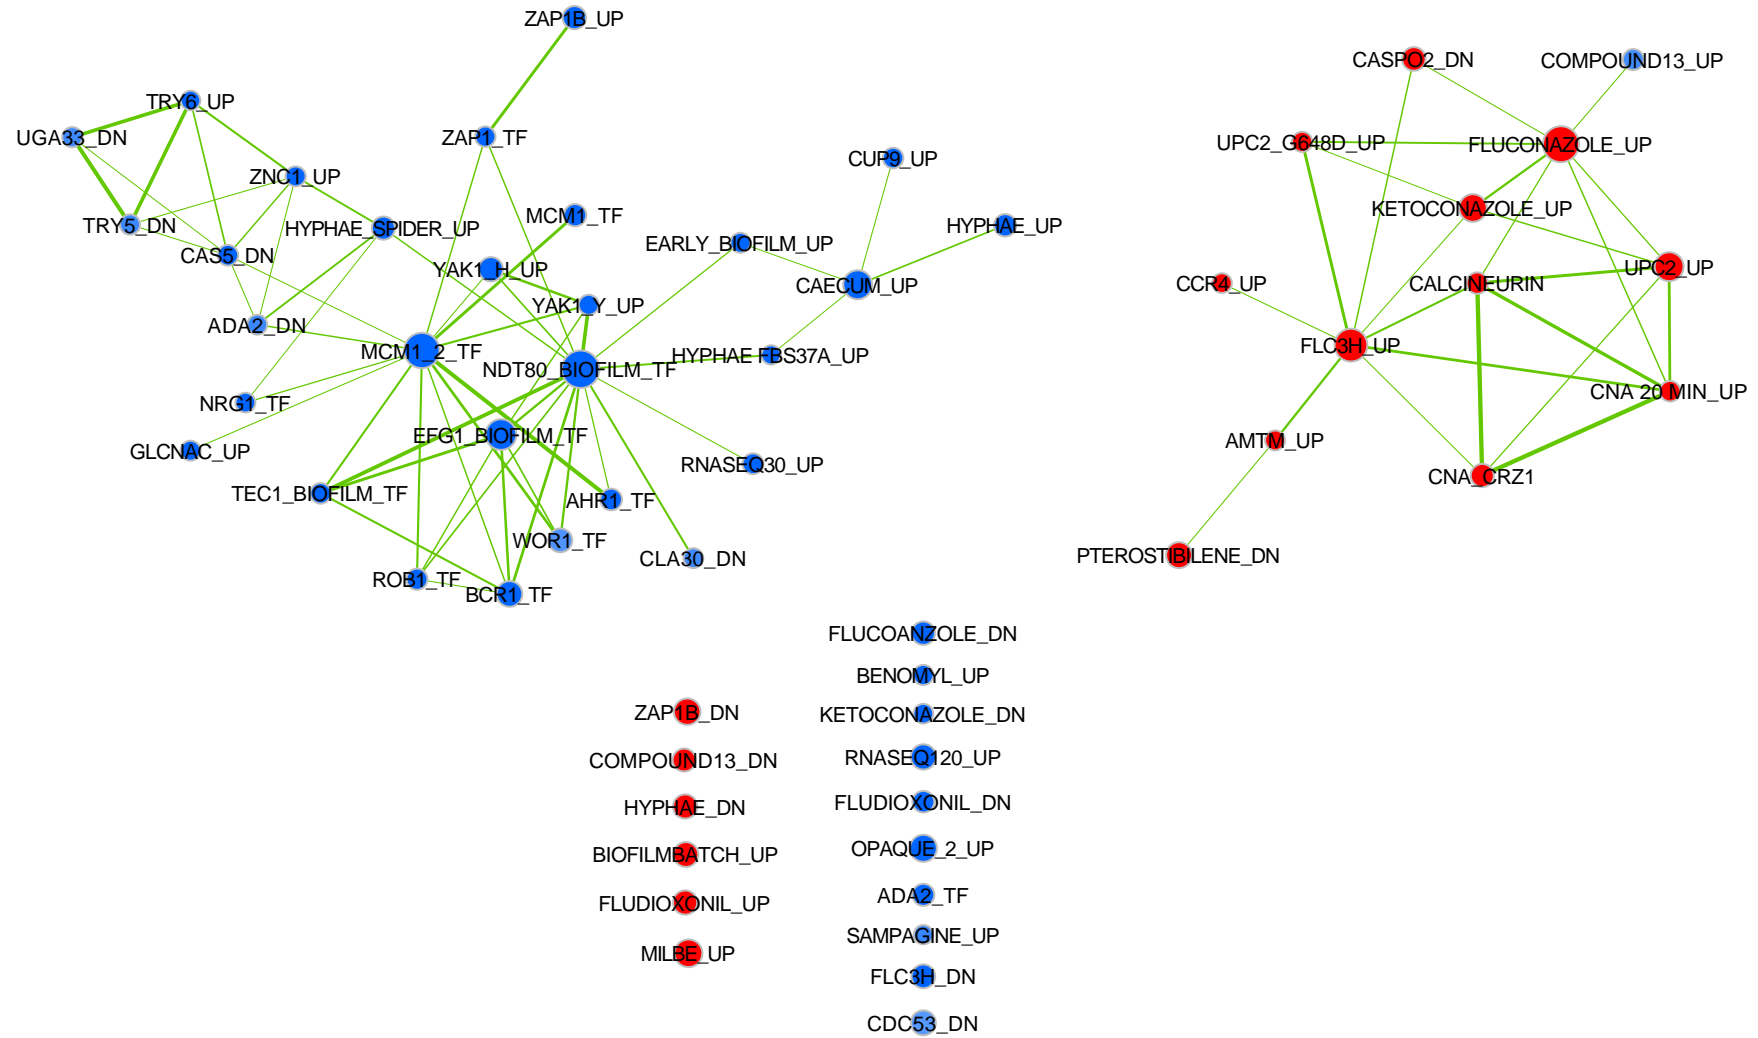 ZAP1B_UP
CASPO2_DN
COMPOUND13_UP
TRY6_UP
UGA33_DN
ZAP1_TF
UPC2_G648D_UP
FLUCONAZOLE_UP
CUP9_UP
ZNC1_UP
KETOCONAZOLE_UP
MCM1_TF
TRY5_DN
HYPHAE_SPIDER_UP
HYPHAE_UP
EARLY_BIOFILM_UP
CAS5_DN
YAK1_H_UP
UPC2_UP
CAECUM_UP
CCR4_UP
CALCINEURIN
YAK1_Y_UP
ADA2_DN
FLC3H_UP
MCM1_2_TF
HYPHAE FBS37A_UP
NDT80_BIOFILM_TF
CNA 20 MIN_UP
NRG1_TF
EFG1_BIOFILM_TF
AMTM_UP
GLCNAC_UP
RNASEQ30_UP
CNA_CRZ1
TEC1_BIOFILM_TF
AHR1_TF
WOR1_TF
PTEROSTIBILENE_DN
CLA30_DN
ROB1_TF
BCR1_TF
FLUCOANZOLE_DN
BENOMYL_UP
ZAP1B_DN
KETOCONAZOLE_DN
COMPOUND13_DN
RNASEQ120_UP
HYPHAE_DN
FLUDIOXONIL_DN
BIOFILMBATCH_UP
OPAQUE_2_UP
FLUDIOXONIL_UP
ADA2_TF
SAMPAGINE_UP
MILBE_UP
FLC3H_DN
CDC53_DN